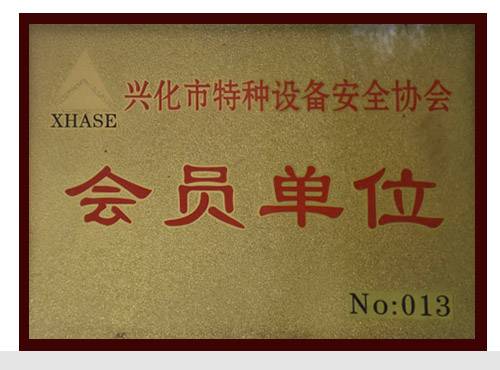 兴化市特种设备安全协会
XHASE
会员单位
No:013